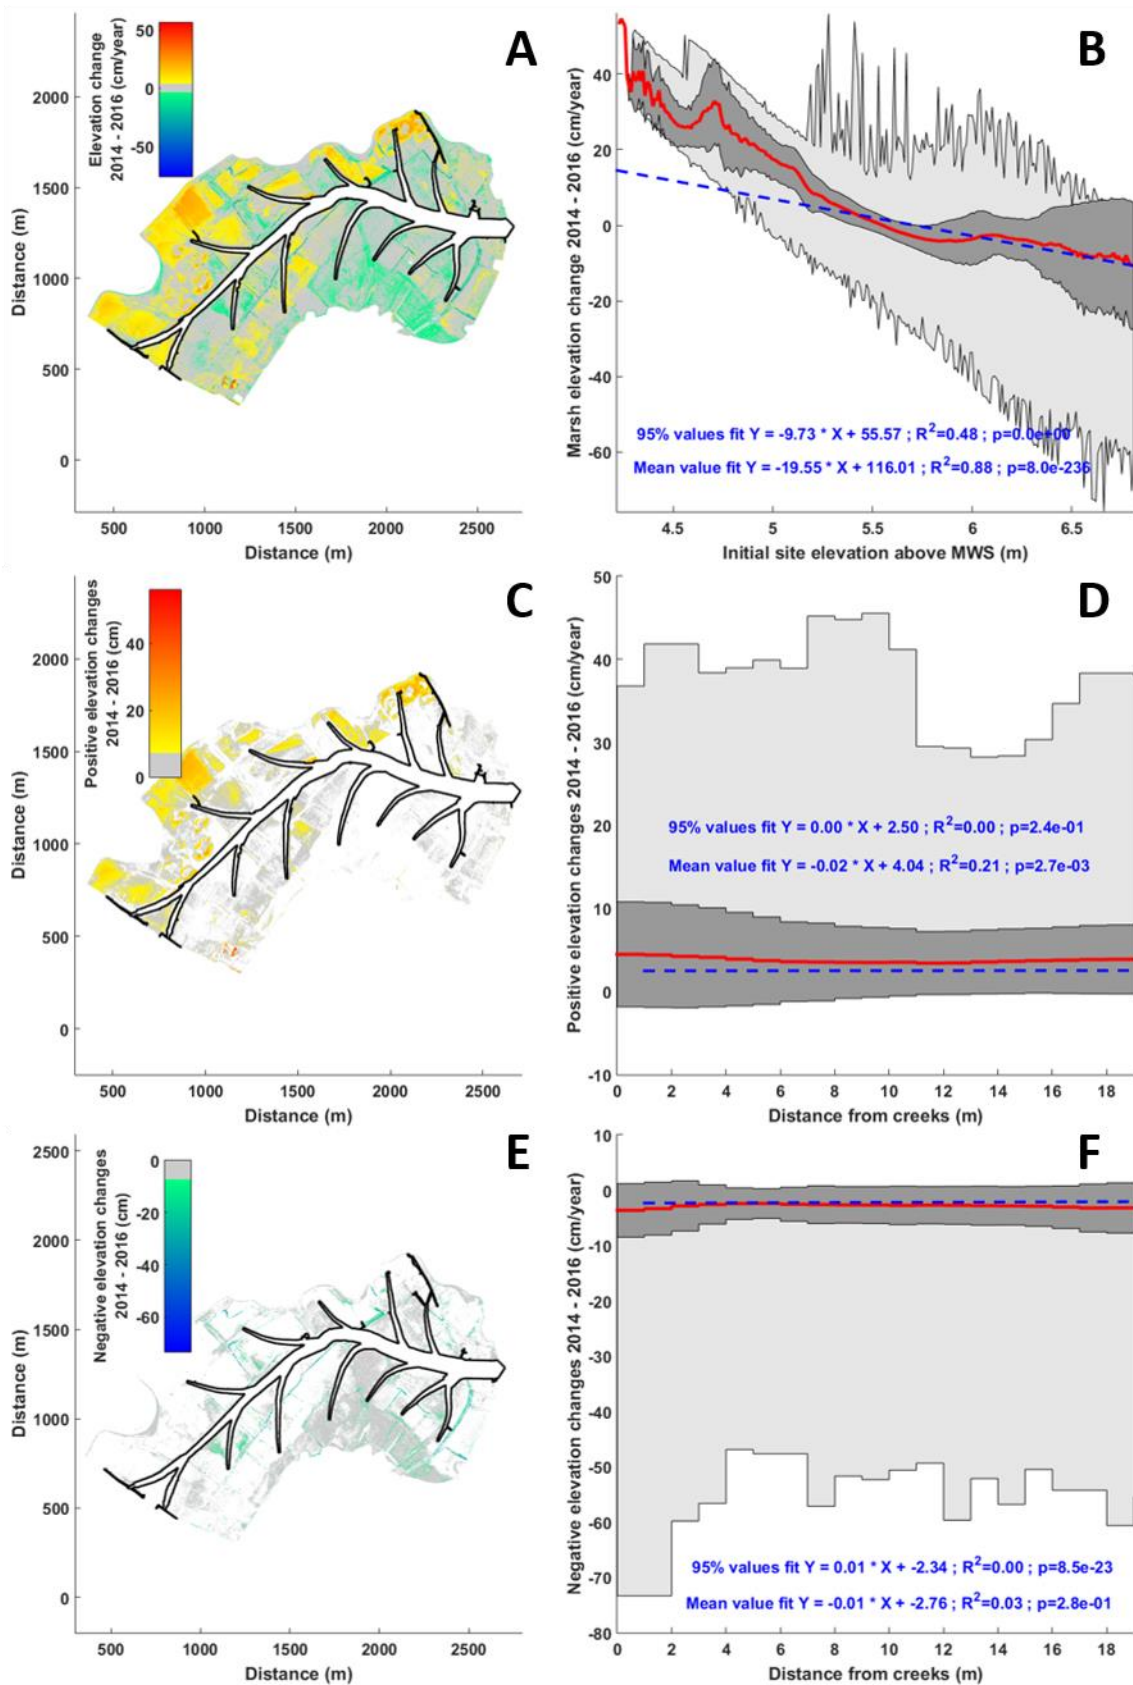 A
Elevation change
2014 - 2016 (cm/year)
50
0
-50
2000
1500
1000
500
0
Distance (m)
500
1000
1500
2000
2500
Distance (m)
B
Marsh elevation change 2014 - 2016 (cm/year)
40
20
0
-20
-40
-60
95% values fit Y = -9.73 * X + 55.57 ; R²=0.48 ; p=0.0e+00
Mean value fit Y = -19.55 * X + 116.01 ; R²=0.88 ; p=8.0e-236
4.5
5
5.5
6
6.5
Initial site elevation above MWS (m)
C
Positive elevation changes
2014 - 2016 (cm)
40
20
0
2000
1500
1000
500
0
Distance (m)
500
1000
1500
2000
2500
Distance (m)
D
Positive elevation changes 2014 - 2016 (cm/year)
50
40
30
20
10
0
-10
95% values fit Y = 0.00 * X + 2.50 ; R²=0.00 ; p=2.4e-01
Mean value fit Y = -0.02 * X + 4.04 ; R²=0.21 ; p=2.7e-03
0
2
4
6
8
10
12
14
16
18
Distance from creeks (m)
E
Negative elevation changes
2014 - 2016 (cm)
0
-20
-40
-60
2500
2000
1500
1000
500
0
Distance (m)
500
1000
1500
2000
2500
Distance (m)
F
Negative elevation changes 2014 - 2016 (cm/year)
10
0
-10
-20
-30
-40
-50
-60
-70
-80
95% values fit Y = 0.01 * X + -2.34 ; R²=0.00 ; p=8.5e-23
Mean value fit Y = -0.01 * X + -2.76 ; R²=0.03 ; p=2.8e-01
0
2
4
6
8
10
12
14
16
18
Distance from creeks (m)